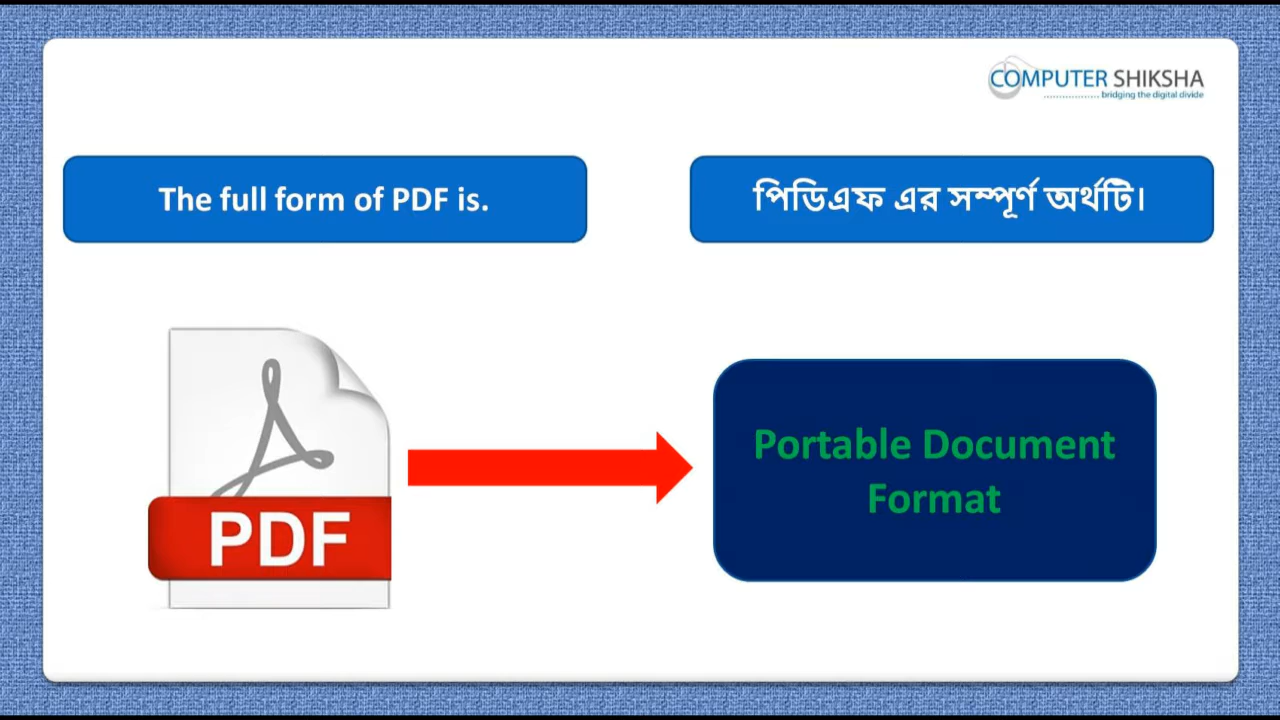 COMPUTER SHIKSHA
bridging the digital divide
The full form of PDF is.
পিডিএফ এর সম্পূর্ণ অর্থটি।
PDF
Portable Document
Format